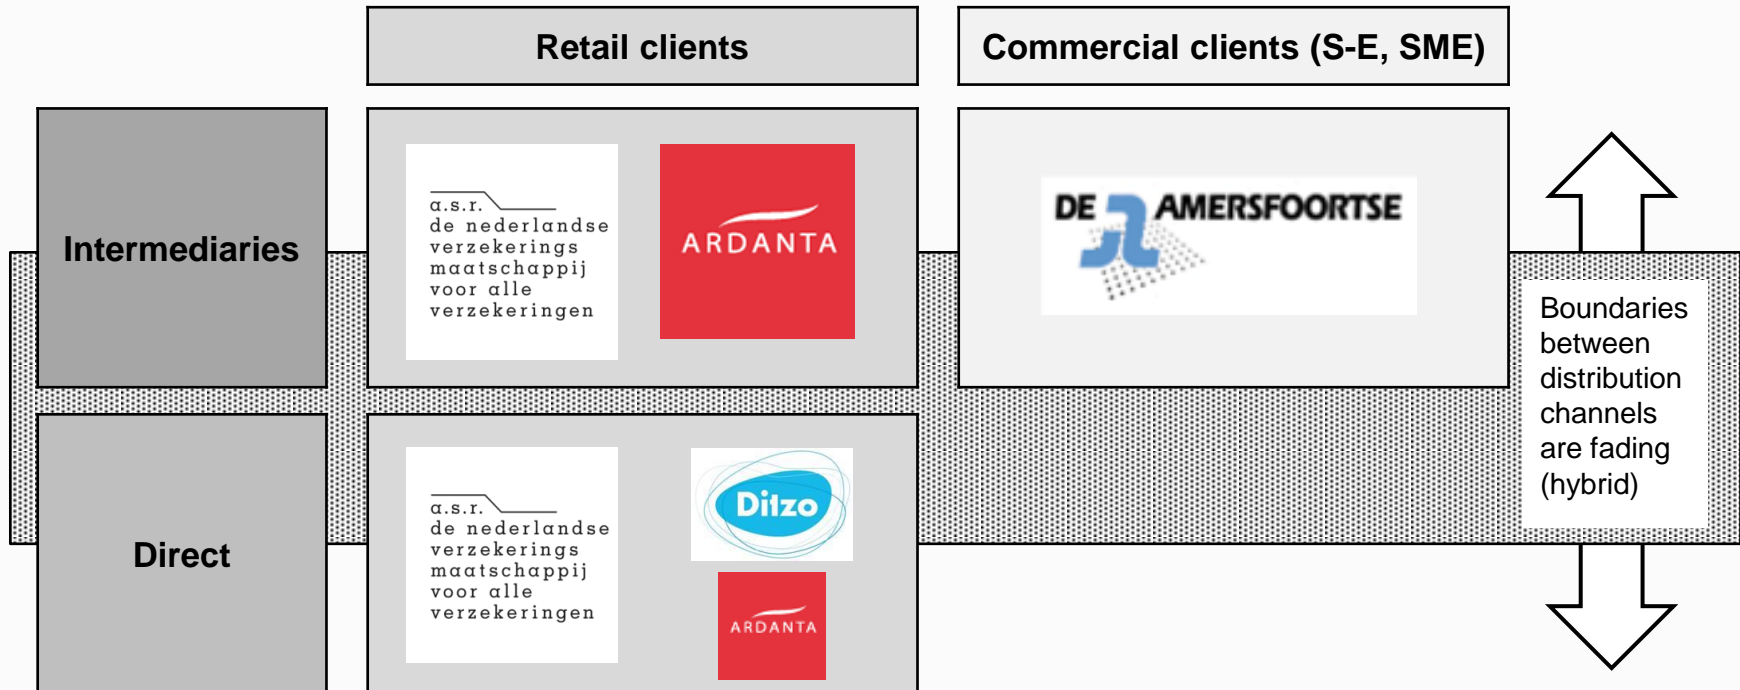 Retail clients
Commercial clients (S-E, SME)
Intermediaries
a.s.r.
de nederlandse
verzekerings
maatschappij
voor alle
verzekeringen
ARDANTA
DE AMERSFOORTSE
Boundaries
between
distribution
channels
are fading
(hybrid)
Direct
a.s.r.
de nederlandse
verzekerings
maatschappij
voor alle
verzekeringen
Ditzo
ARDANTA